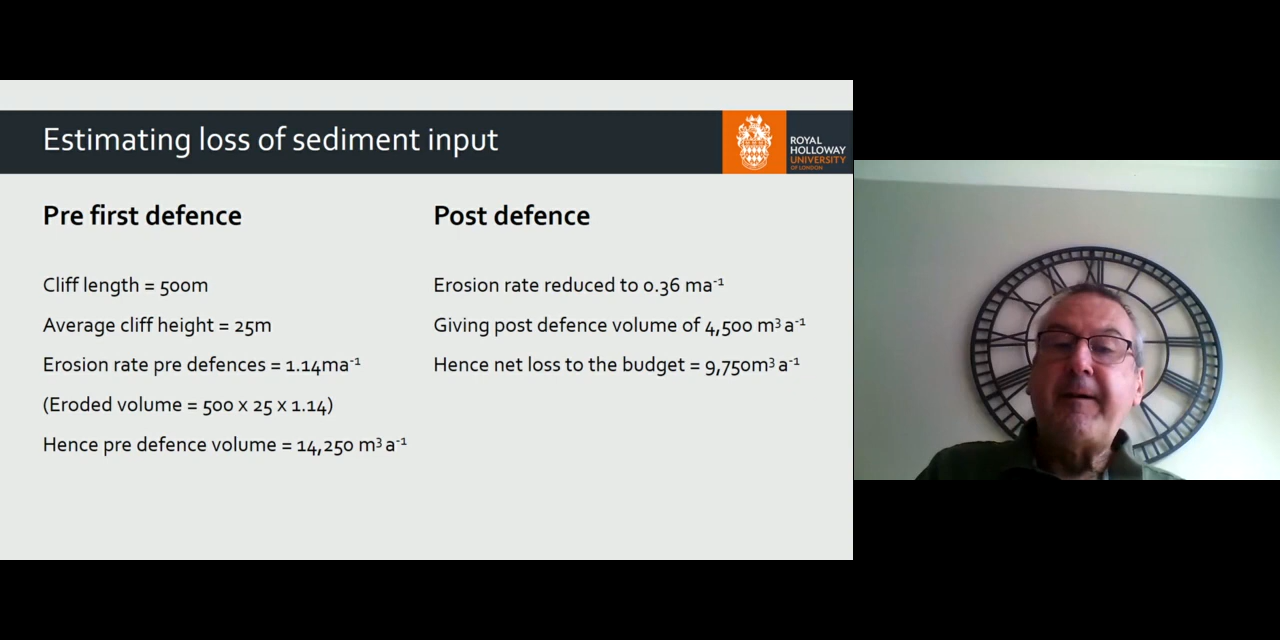 Estimating loss of sediment input
ROYAL
HOLLOWAY
UNIVERSITY
OF LONDON
Pre first defence
Cliff length = 500m
Average cliff height = 25m
Erosion rate pre defences = 1.14ma⁻¹
(Eroded volume = 500 x 25 x 1.14)
Hence pre defence volume = 14,250 m³ a⁻¹
Post defence
Erosion rate reduced to 0.36 ma⁻¹
Giving post defence volume of 4,500 m³ a⁻¹
Hence net loss to the budget = 9,750m³ a⁻¹